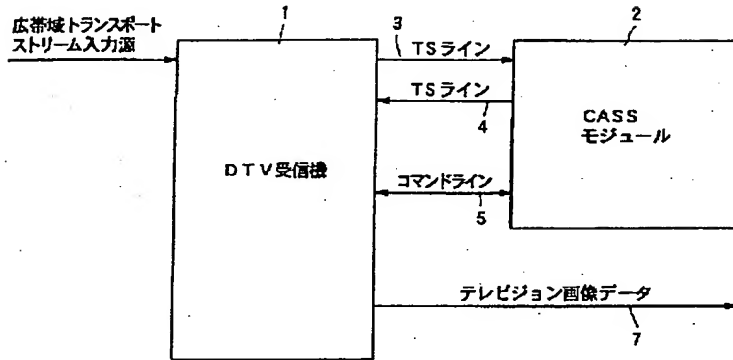 広帯域トランスポート
ストリーム入力源
1
3
TSライン
2
TSライン
4
CASS
モジュール
DTV受信機
コマンドライン
5
テレビジョン画像データ
7